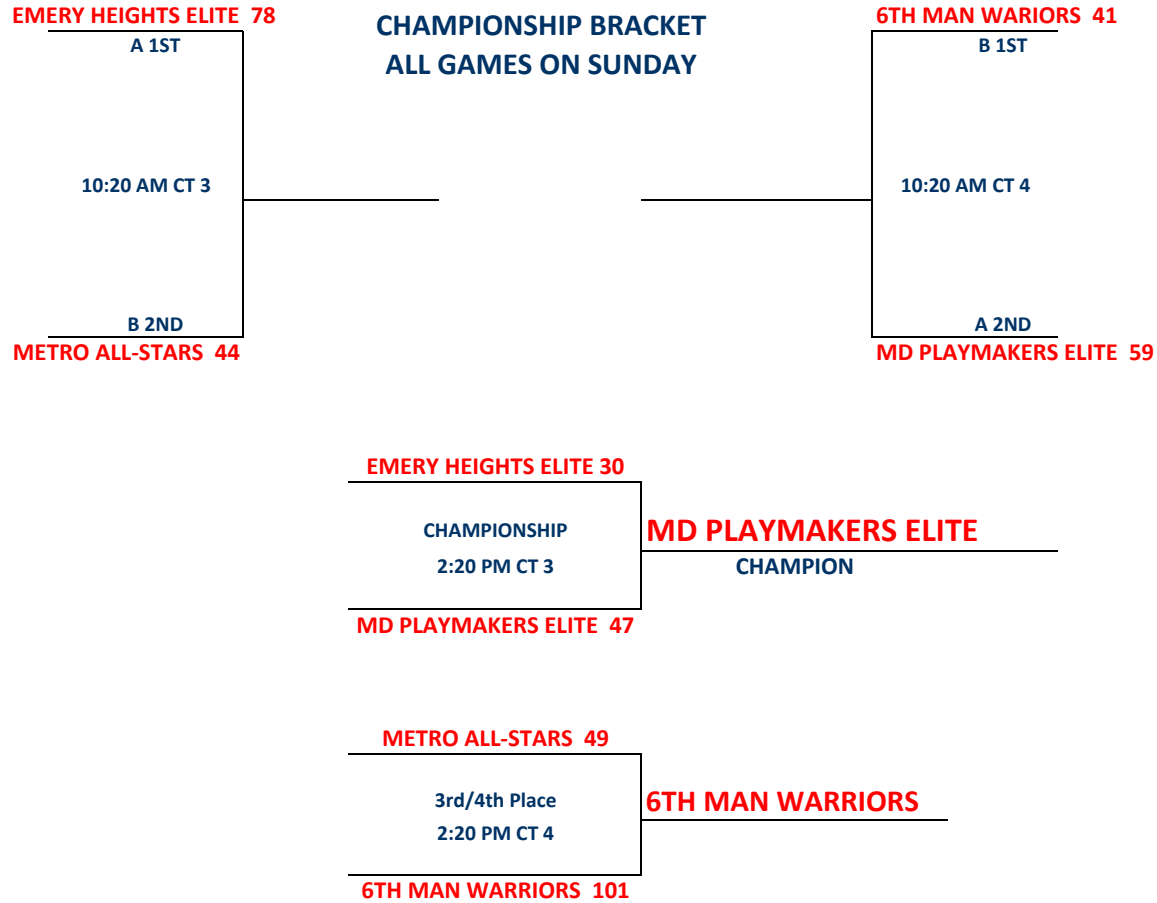 EMERY HEIGHTS ELITE  78
CHAMPIONSHIP BRACKET
6TH MAN WARIORS  41
A 1ST
B 1ST
ALL GAMES ON SUNDAY
10:20 AM CT 3
10:20 AM CT 4
B 2ND
A 2ND
METRO ALL-STARS  44
MD PLAYMAKERS ELITE  59
EMERY HEIGHTS ELITE 30
CHAMPIONSHIP
MD PLAYMAKERS ELITE
2:20 PM CT 3
CHAMPION
MD PLAYMAKERS ELITE  47
METRO ALL-STARS  49
3rd/4th Place
6TH MAN WARRIORS
2:20 PM CT 4
6TH MAN WARRIORS  101